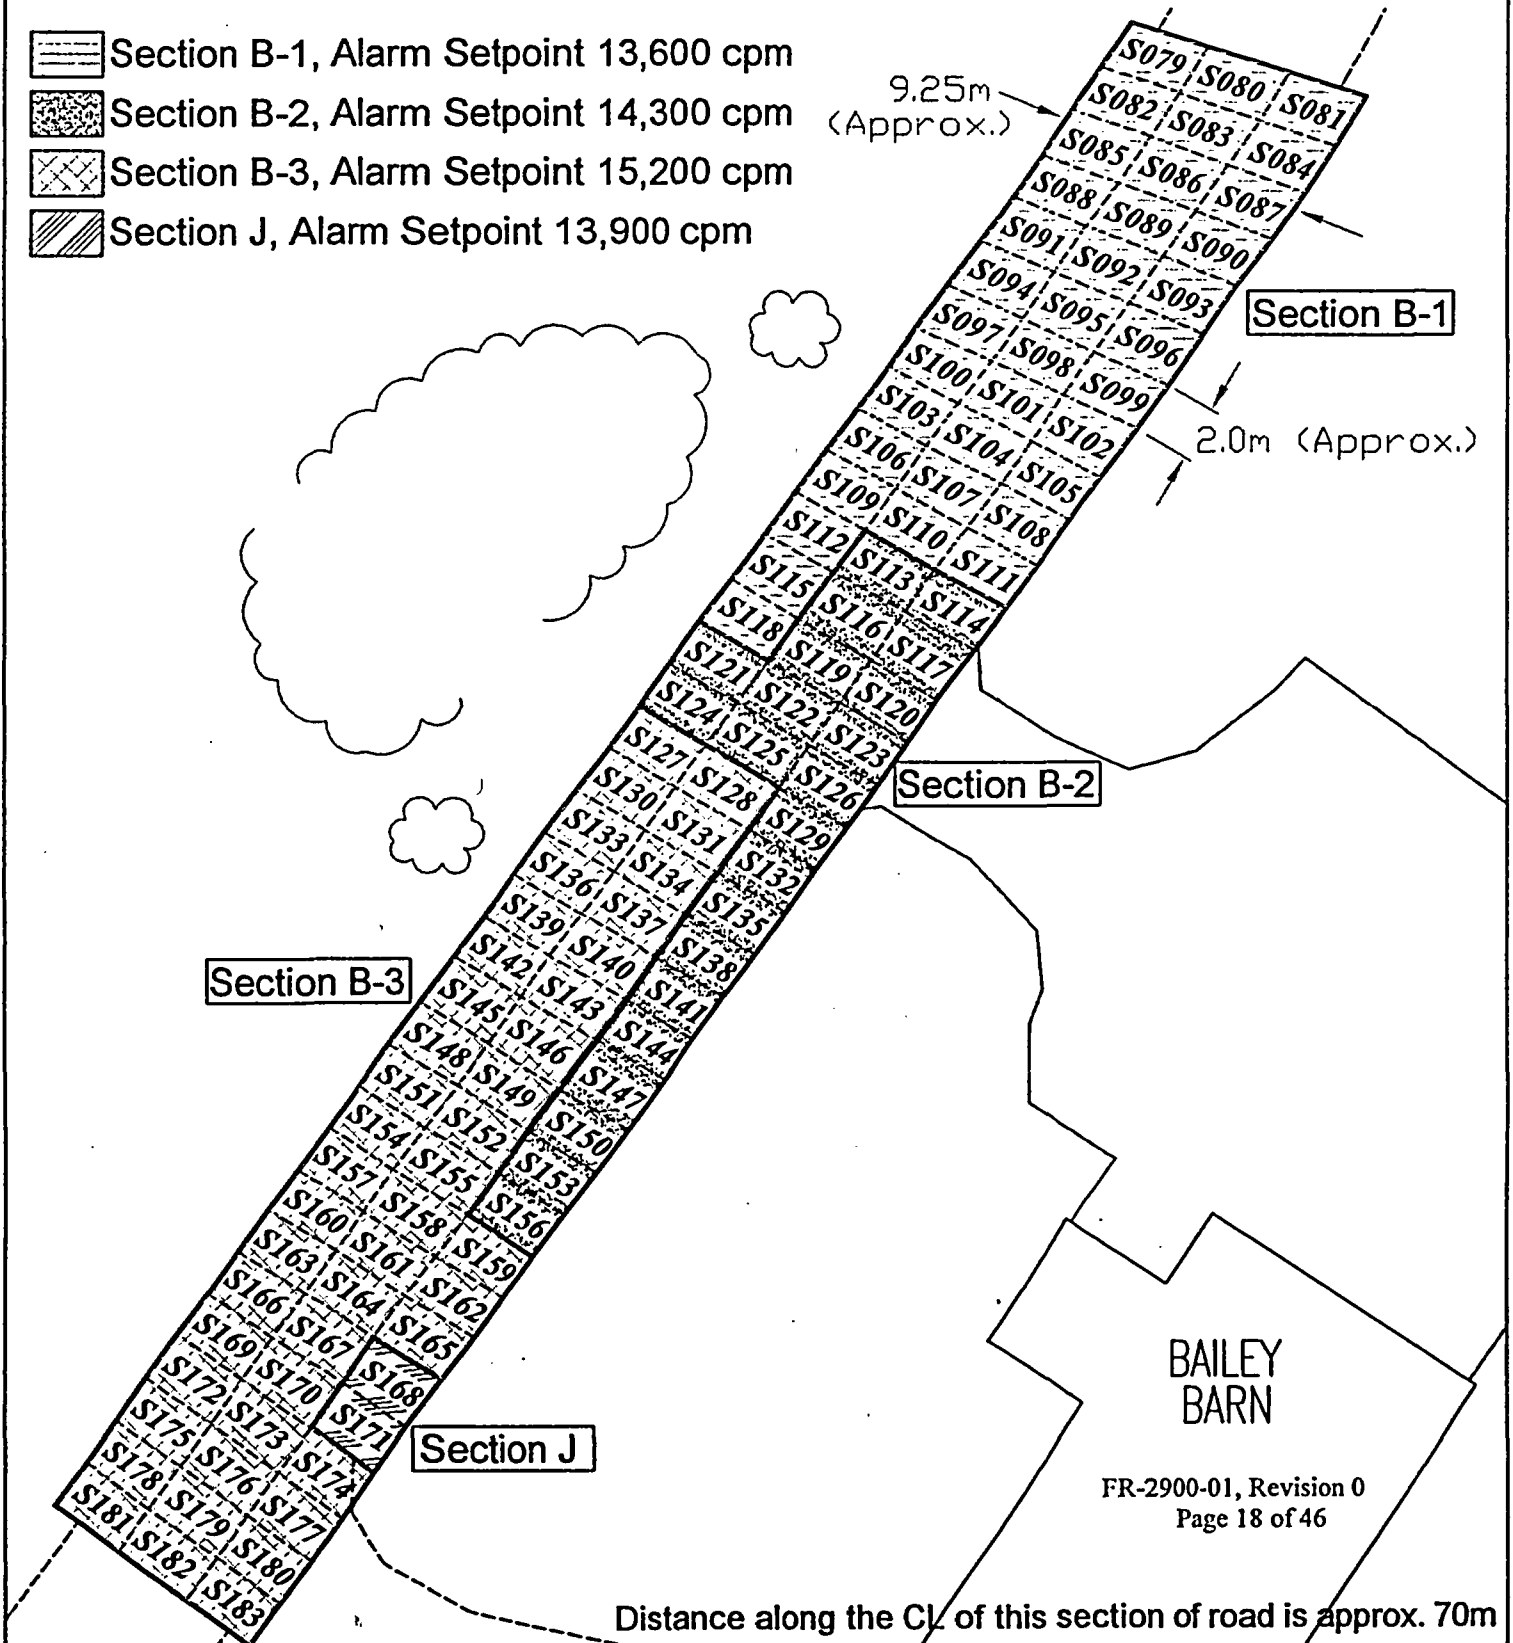 Section B-1, Alarm Setpoint 13,600 cpm
Section B-2, Alarm Setpoint 14,300 cpm
Section B-3, Alarm Setpoint 15,200 cpm
Section J, Alarm Setpoint 13,900 cpm
9.25m
(Approx.)
S079 S080 S081
S082 S083 S084
S085 S086 S087
S088 S089 S090
S091 S092 S093
Section B-1
S094 S095 S096
S097 S098 S099
S100 S101 S102
2.0m (Approx.)
S103 S104 S105
S106 S107 S108
S109 S110 S111
S112 S113 S114
S115 S116 S117
S118 S119 S120
S121 S122 S123
S124 S125 S126
Section B-2
S127 S128 S129
S130 S131 S132
S133 S134 S135
S136 S137 S138
S139 S140 S141
Section B-3
S142 S143 S144
S145 S146 S147
S148 S149 S150
S151 S152 S153
S154 S155 S156
S157 S158 S159
S160 S161 S162
S163 S164 S165
S166 S167 S168
S169 S170 S171
Section J
S172 S173 S174
S175 S176 S177
S178 S179 S180
S181 S182 S183
BAILEY
BARN
FR-2900-01, Revision 0
Page 18 of 46
Distance along the CL of this section of road is approx. 70m